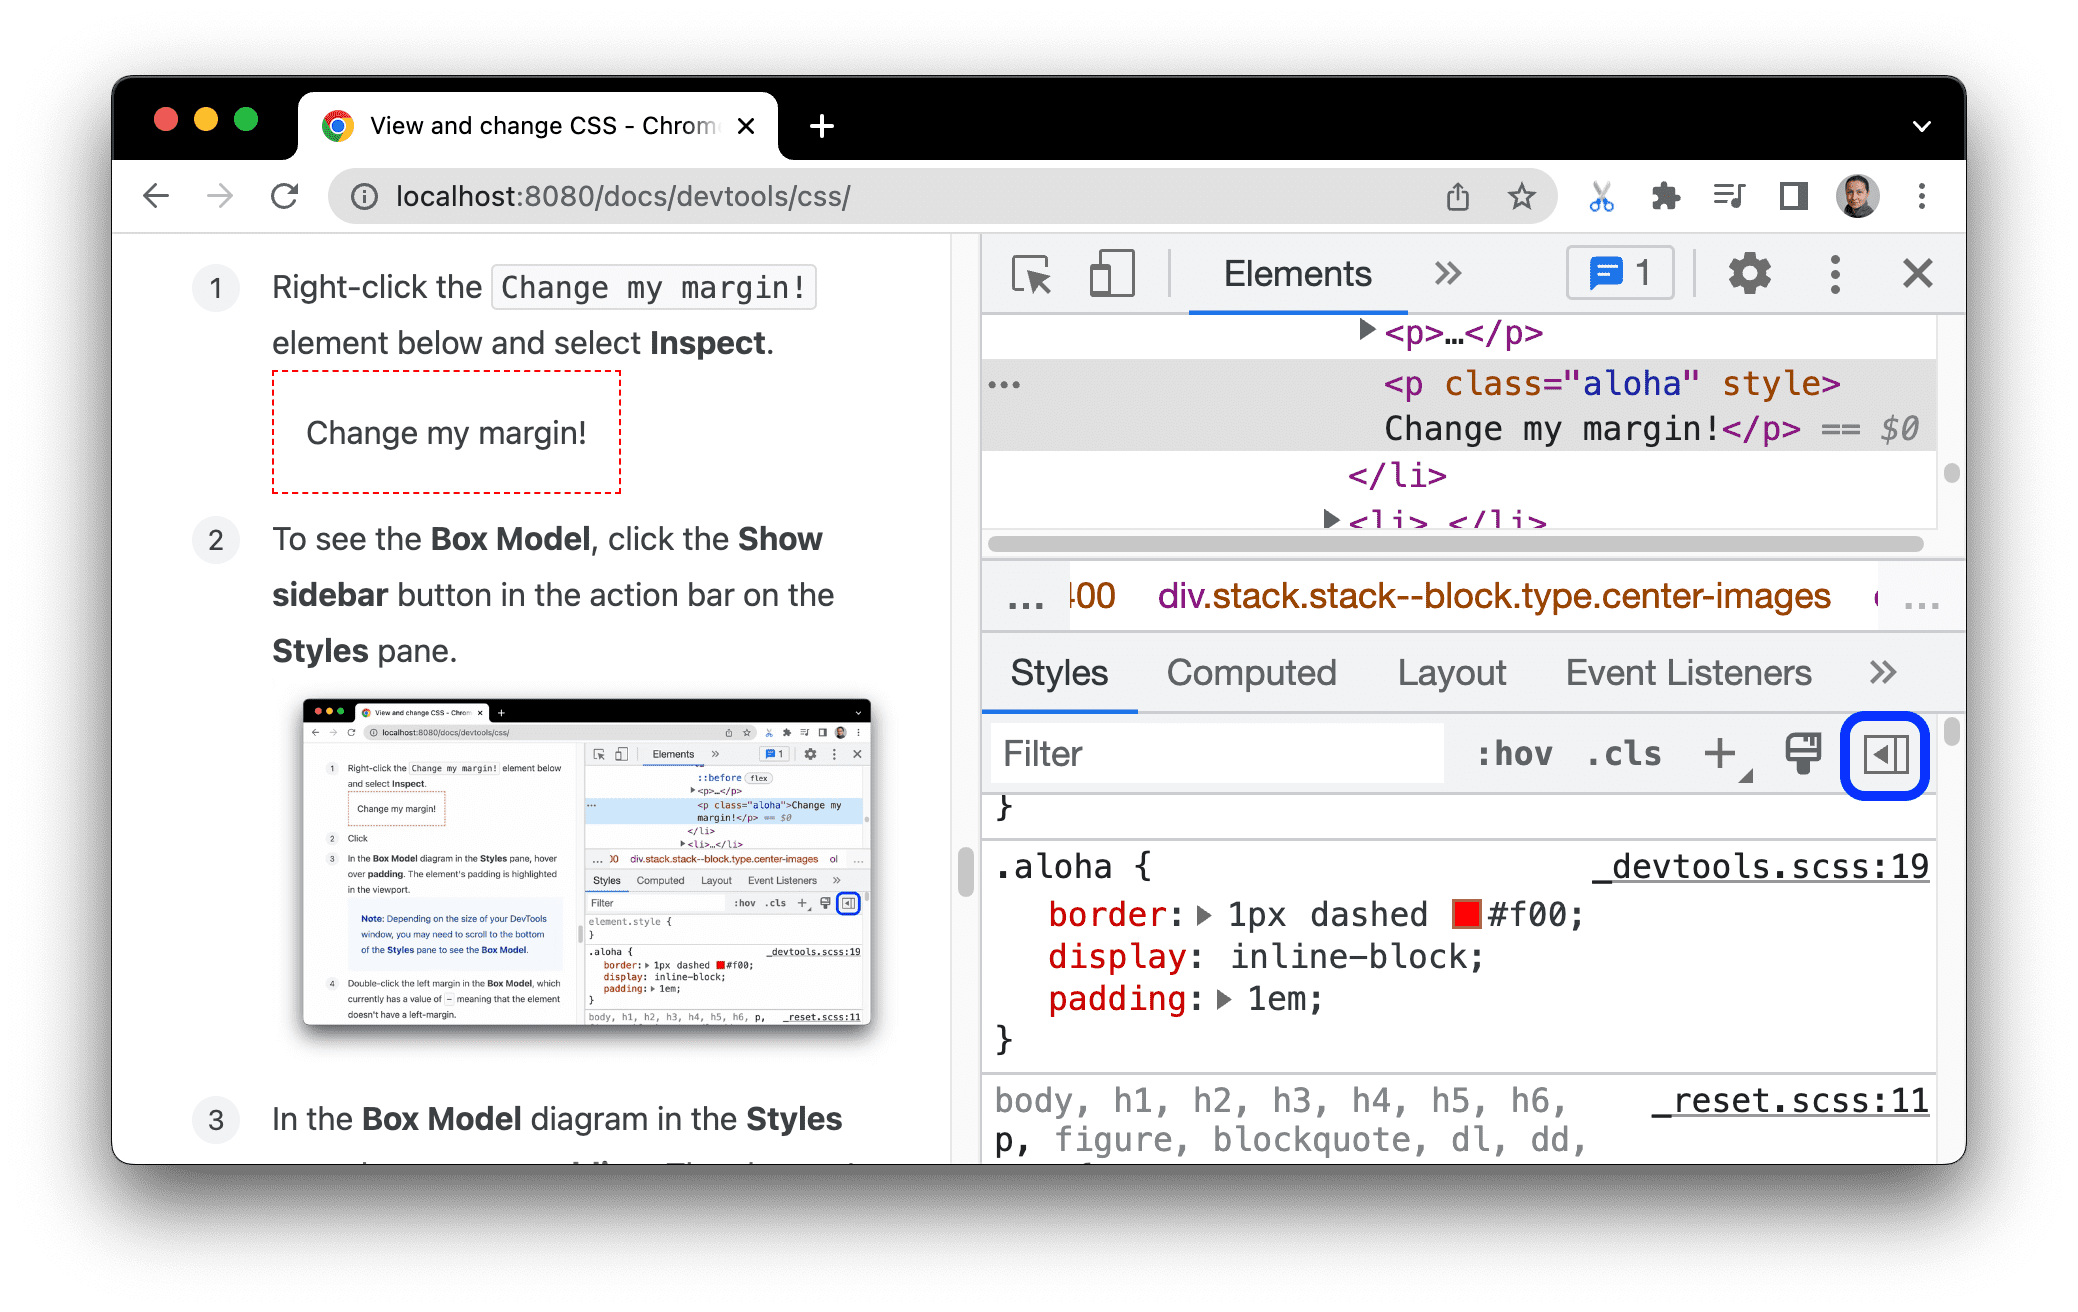 View and change CSS - Chrom
localhost:8080/docs/devtools/css/
1
Right-click the Change my margin!
element below and select Inspect.
Change my margin!
2
To see the Box Model, click the Show
sidebar button in the action bar on the
Styles pane.
View and change CSS - Chrom
localhost:8080/docs/devtools/css/
1 Right-click the Change my margin! element below
and select Inspect.
Change my margin!
2 Click
3 In the Box Model diagram in the Styles pane, hover
over padding. The element's padding is highlighted
in the viewport.
Note: Depending on the size of your DevTools
window, you may need to scroll to the bottom
of the Styles pane to see the Box Model.
4 Double-click the left margin in the Box Model, which
currently has a value of - meaning that the element
doesn't have a left-margin.
Elements » 1
::before flex
<p>…</p>
… <p class="aloha">Change my
margin!</p> == $0
</li>
<li>…</li>
… 00 div.stack.stack--block.type.center-images ol …
Styles Computed Layout Event Listeners »
Filter :hov .cls +
element.style {
}
.aloha { _devtools.scss:19
border: 1px dashed #f00;
display: inline-block;
padding: 1em;
}
body, h1, h2, h3, h4, h5, h6, p, _reset.scss:11
3
In the Box Model diagram in the Styles
Elements » 1
<p>…</p>
… <p class="aloha" style>
Change my margin!</p> == $0
</li>
<li> </li>
… 400 div.stack.stack--block.type.center-images …
Styles Computed Layout Event Listeners »
Filter :hov .cls +
}
.aloha { _devtools.scss:19
border: 1px dashed #f00;
display: inline-block;
padding: 1em;
}
body, h1, h2, h3, h4, h5, h6, _reset.scss:11
p, figure, blockquote, dl, dd,